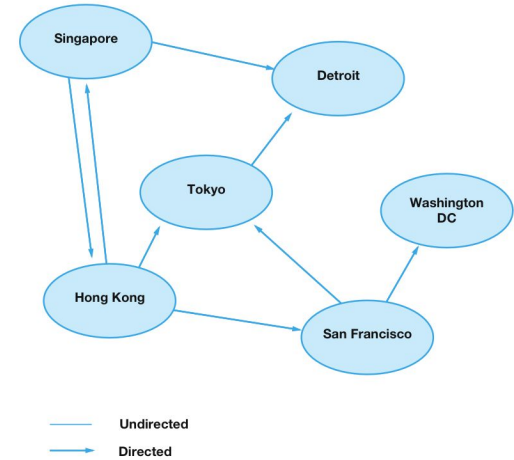 Singapore
Detroit
Tokyo
Washington
DC
Hong Kong
San Francisco
Undirected
Directed